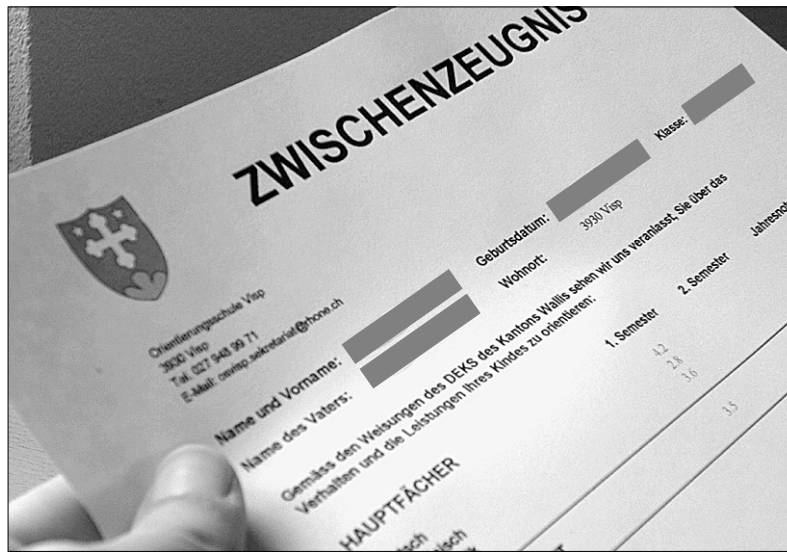 ZWISCHENZEUGNIS
Orientierungsschule Visp
3930 Visp
Tel. 027 948 99 71
E-Mail: osvisp.sekretariat@rhone.ch
Name und Vorname:
Geburtsdatum:
Klasse:
Name des Vaters:
Wohnort: 3930 Visp
Gemäss den Weisungen des DEKS des Kantons Wallis sehen wir uns veranlasst, Sie über das
Verhalten und die Leistungen Ihres Kindes zu orientieren:
HAUPTFÄCHER
1. Semester
2. Semester
4.2
2.8
3.6
3.5